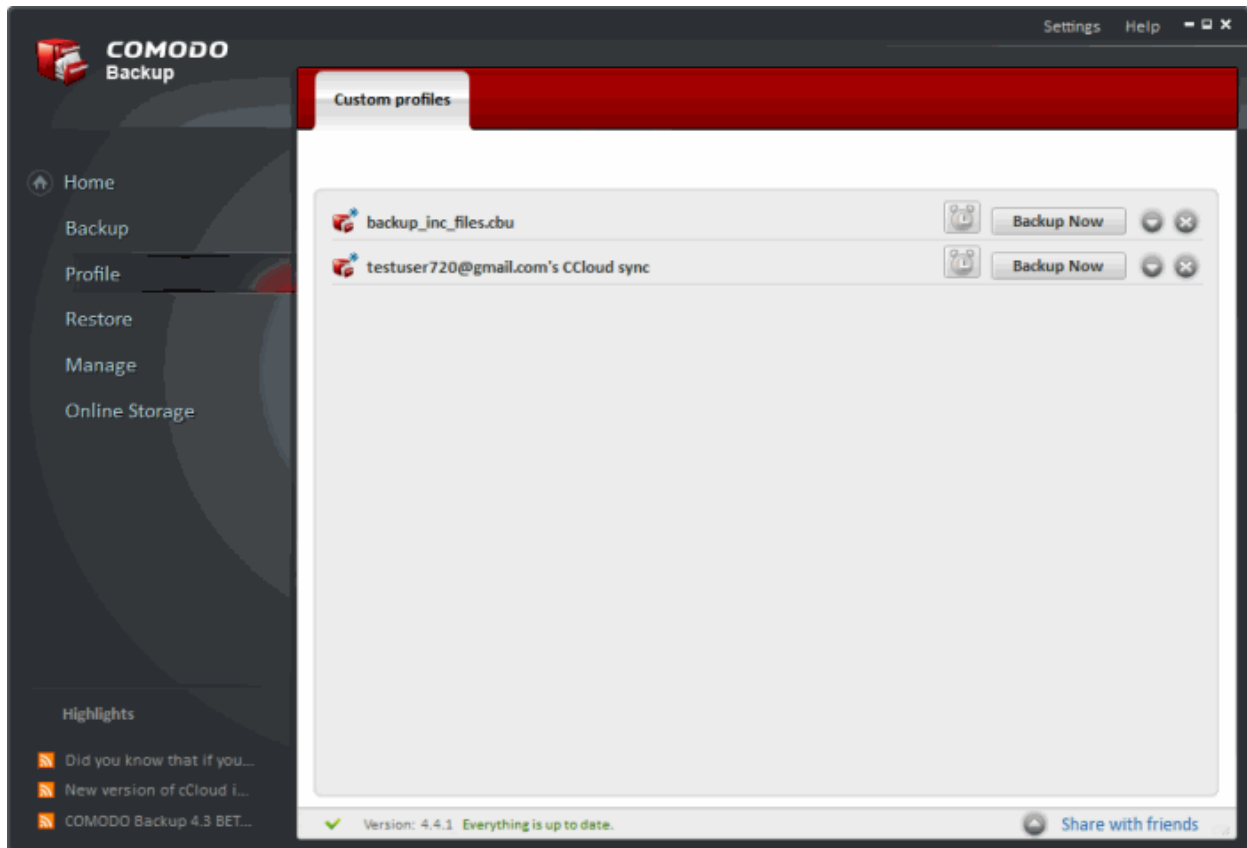 Settings Help
COMODO
Backup
Custom profiles
Home
Backup
Profile
Restore
Manage
Online Storage
backup_inc_files.cbu Backup Now
testuser720@gmail.com's CCloud sync Backup Now
Highlights
Did you know that if you...
New version of cCloud i...
COMODO Backup 4.3 BET...
Version: 4.4.1 Everything is up to date.
Share with friends